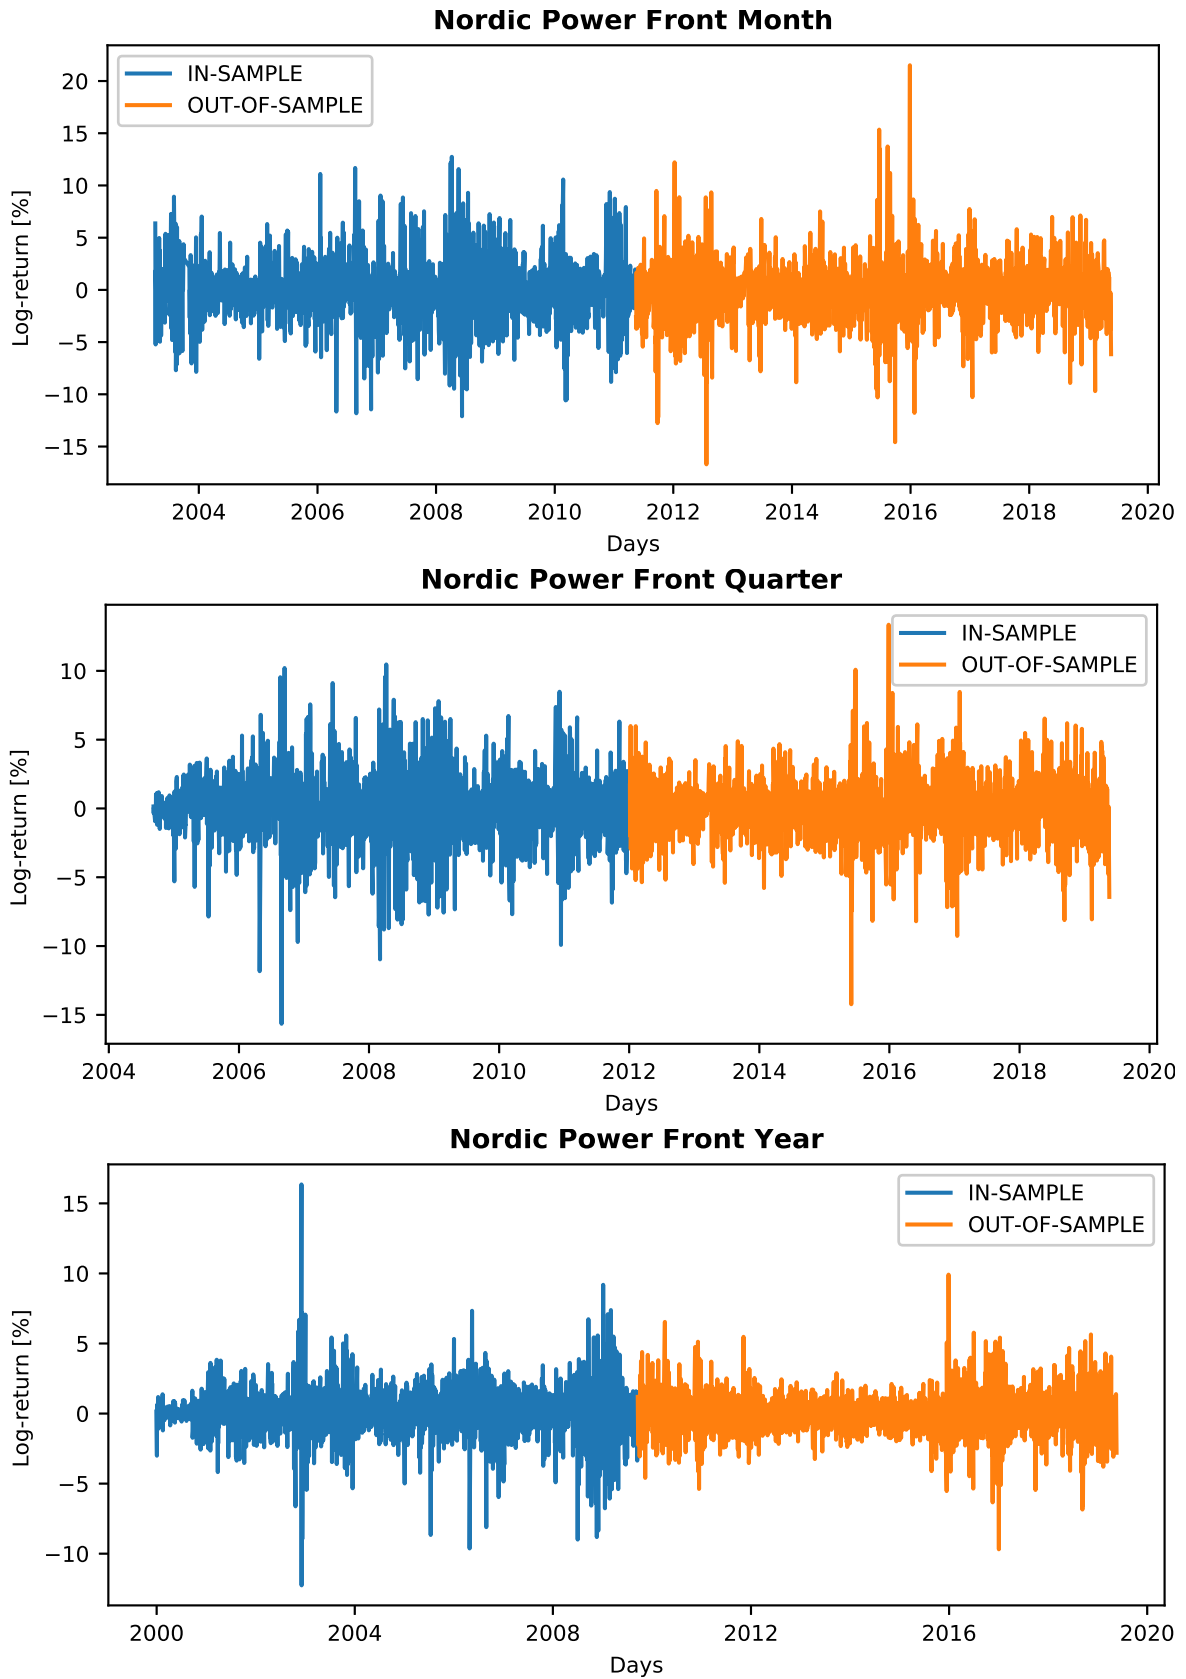 Nordic Power Front Month
IN-SAMPLE
OUT-OF-SAMPLE
Log-return [%]
20
15
10
5
0
−5
−10
−15
2004 2006 2008 2010 2012 2014 2016 2018 2020
Days
Nordic Power Front Quarter
IN-SAMPLE
OUT-OF-SAMPLE
Log-return [%]
10
5
0
−5
−10
−15
2004 2006 2008 2010 2012 2014 2016 2018 2020
Days
Nordic Power Front Year
IN-SAMPLE
OUT-OF-SAMPLE
Log-return [%]
15
10
5
0
−5
−10
2000 2004 2008 2012 2016 2020
Days